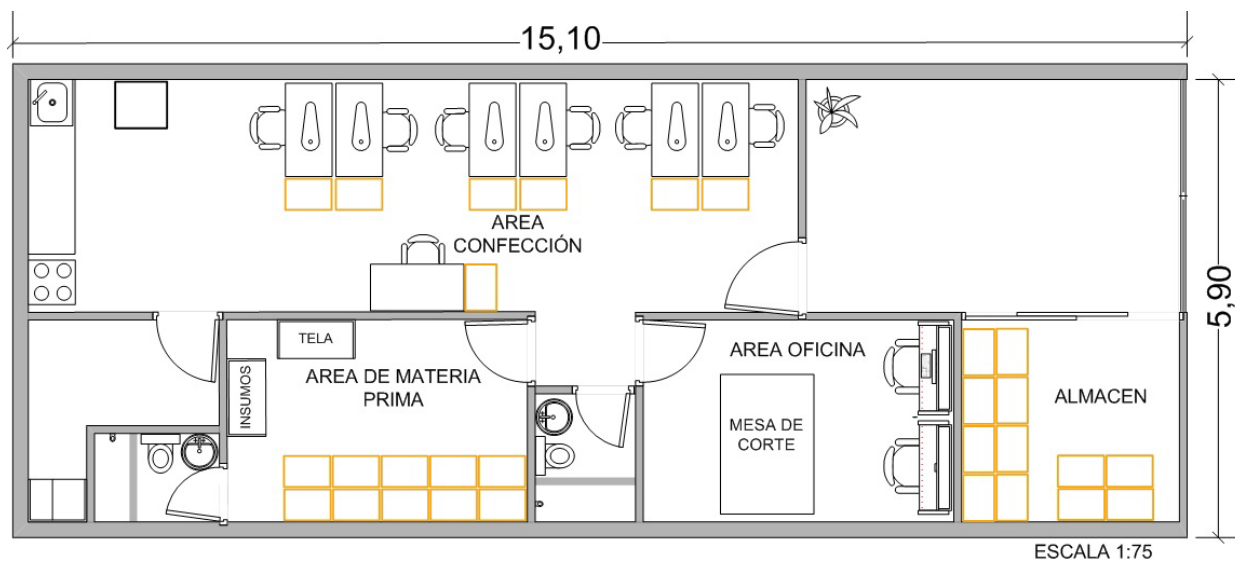 15,10
AREA
CONFECCIÓN
5,90
TELA
INSUMOS
AREA DE MATERIA
PRIMA
AREA OFICINA
MESA DE
CORTE
ALMACEN
ESCALA 1:75